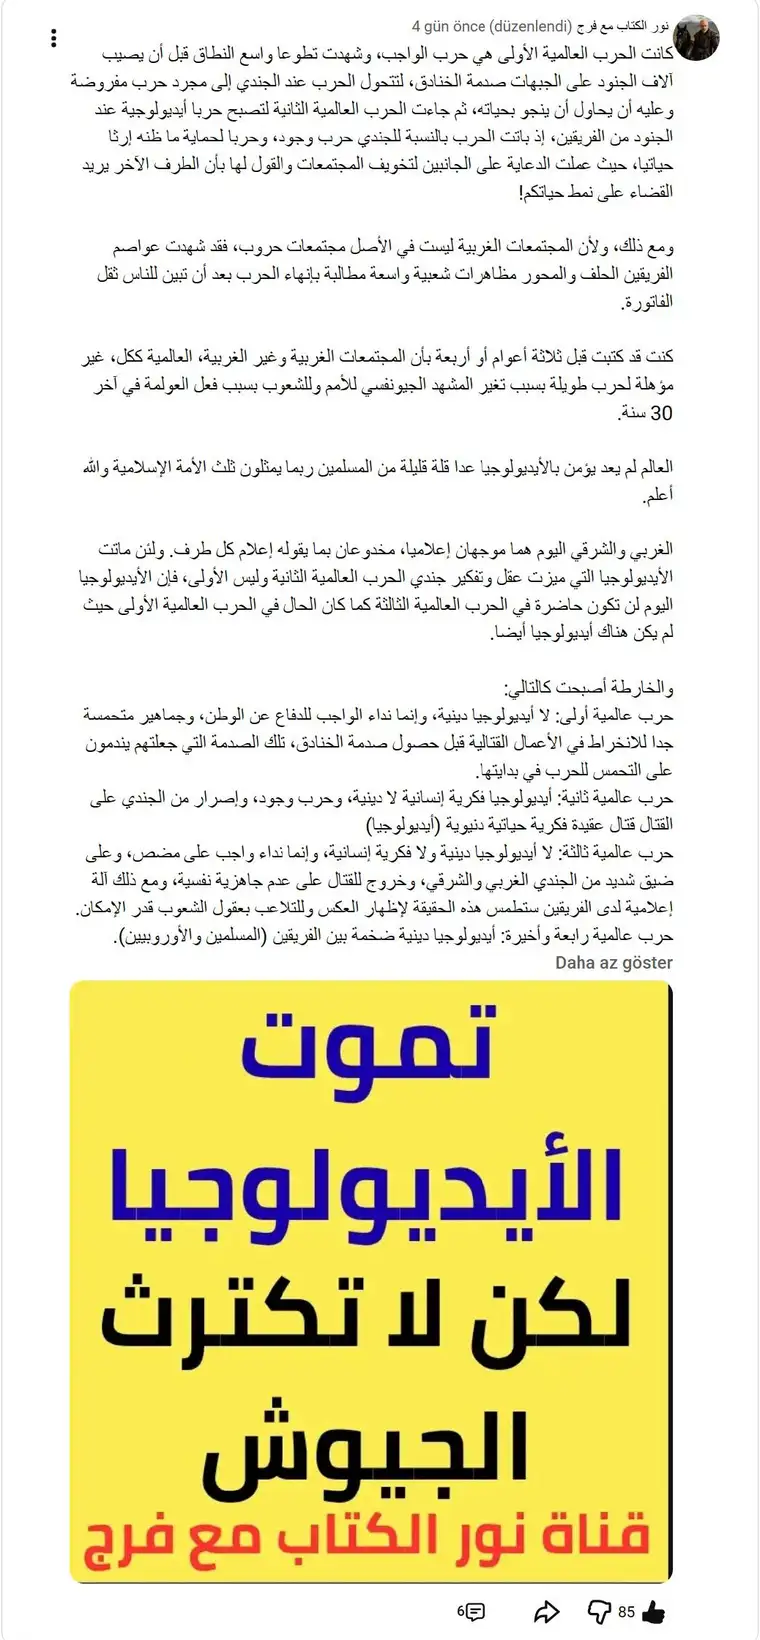 نور الكتاب مع فرج 4 gün önce (düzenlendi)
كانت الحرب العالمية الأولى هي حرب الواجب، وشهدت تطوعا واسع النطاق قبل أن يصيب
آلاف الجنود على الجبهات صدمة الخنادق، لتتحول الحرب عند الجندي إلى مجرد حرب مفروضة
وعليه أن يحاول أن ينجو بحياته، ثم جاءت الحرب العالمية الثانية لتصبح حربا أيديولوجية عند
الجنود من الفريقين، إذ باتت الحرب بالنسبة للجندي حرب وجود، وحربا لحماية ما ظنه إرثا
حياتيا، حيث عملت الدعاية على الجانبين لتخويف المجتمعات والقول لها بأن الطرف الآخر يريد
القضاء على نمط حياتكم!
ومع ذلك، ولأن المجتمعات الغربية ليست في الأصل مجتمعات حروب، فقد شهدت عواصم
الفريقين الحلف والمحور مظاهرات شعبية واسعة مطالبة بإنهاء الحرب بعد أن تبين للناس ثقل
الفاتورة.
كنت قد كتبت قبل ثلاثة أعوام أو أربعة بأن المجتمعات الغربية وغير الغربية، العالمية ككل، غير
مؤهلة لحرب طويلة بسبب تغير المشهد الجيونفسي للأمم وللشعوب بسبب فعل العولمة في آخر
30 سنة.
العالم لم يعد يؤمن بالأيديولوجيا عدا قلة قليلة من المسلمين ربما يمثلون ثلث الأمة الإسلامية والله
أعلم.
الغربي والشرقي اليوم هما موجهان إعلاميا، مخدوعان بما يقوله إعلام كل طرف. ولئن ماتت
الأيديولوجيا التي ميزت عقل وتفكير جندي الحرب العالمية الثانية وليس الأولى، فإن الأيديولوجيا
اليوم لن تكون حاضرة في الحرب العالمية الثالثة كما كان الحال في الحرب العالمية الأولى حيث
لم يكن هناك أيديولوجيا أيضا.
والخارطة أصبحت كالتالي:
حرب عالمية أولى: لا أيديولوجيا دينية، وإنما نداء الواجب للدفاع عن الوطن، وجماهير متحمسة
جدا للانخراط في الأعمال القتالية قبل حصول صدمة الخنادق، تلك الصدمة التي جعلتهم يندمون
على التحمس للحرب في بدايتها.
حرب عالمية ثانية: أيديولوجيا فكرية إنسانية لا دينية، وحرب وجود، وإصرار من الجندي على
القتال قتال عقيدة فكرية حياتية دنيوية (أيديولوجيا)
حرب عالمية ثالثة: لا أيديولوجيا دينية ولا فكرية إنسانية، وإنما نداء واجب على مضص، وعلى
ضيق شديد من الجندي الغربي والشرقي، وخروج للقتال على عدم جاهزية نفسية، ومع ذلك آلة
إعلامية لدى الفريقين ستطمس هذه الحقيقة لإظهار العكس وللتلاعب بعقول الشعوب قدر الإمكان.
حرب عالمية رابعة وأخيرة: أيديولوجيا دينية ضخمة بين الفريقين (المسلمين والأوروبيين).
Daha az göster
تموت
الأيديولوجيا
لكن لا تكترث
الجيوش
قناة نور الكتاب مع فرج
85 6